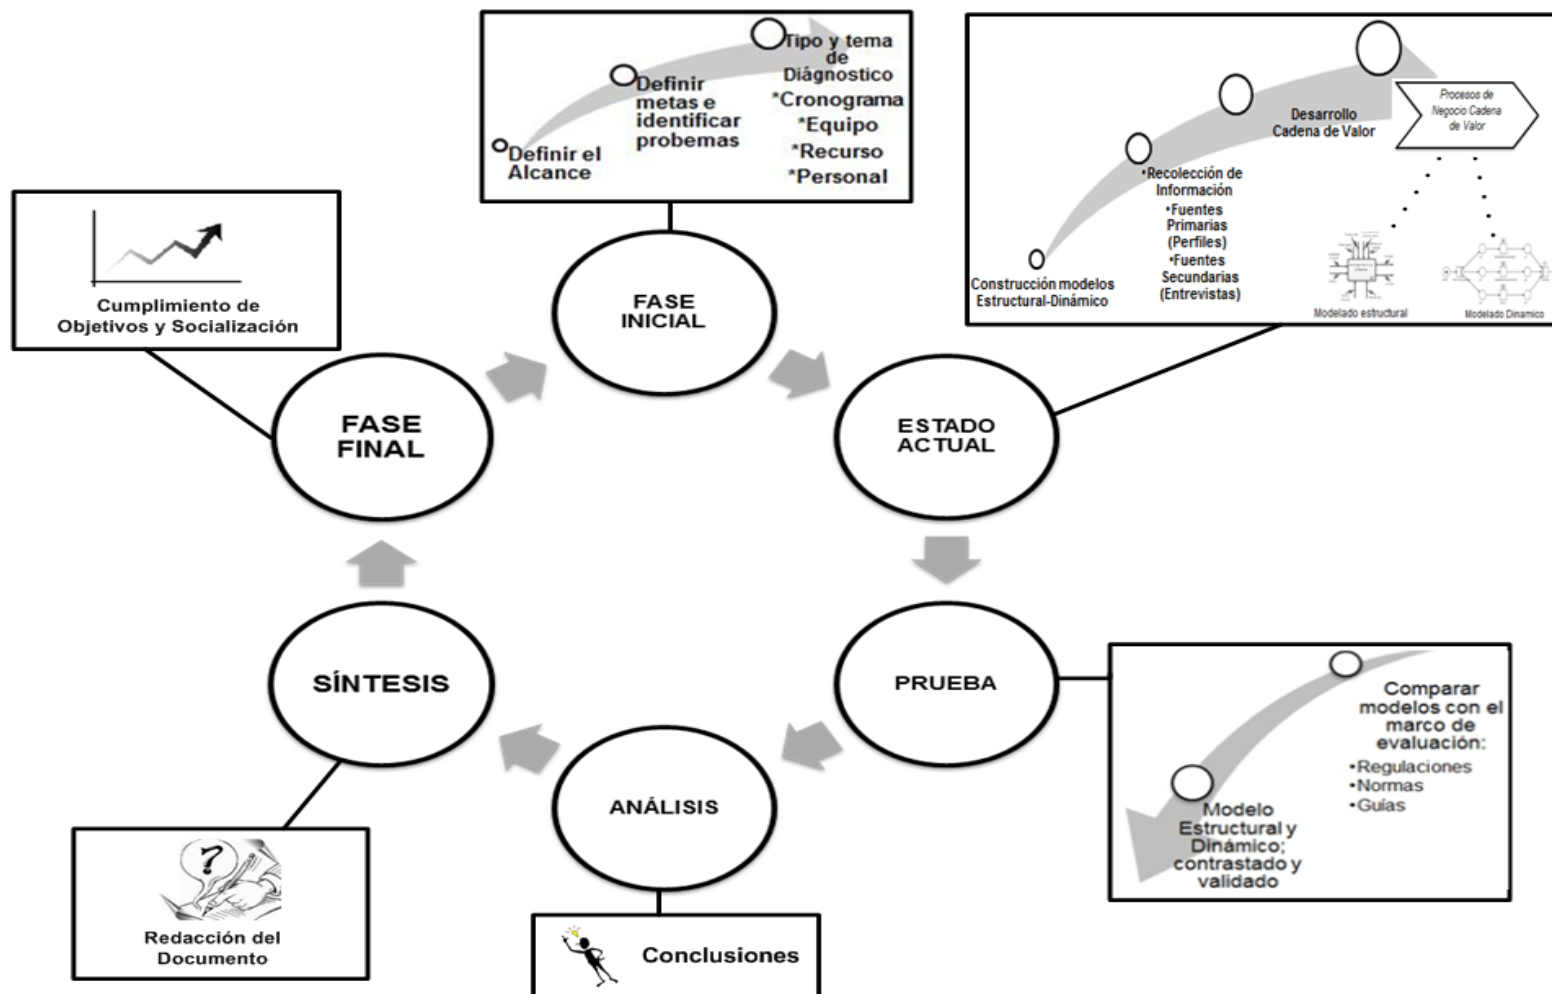 Definir el
Alcance
Definir
metas e
identificar
probemas
Tipo y tema
de
Diágnostico
*Cronograma
*Equipo
*Recurso
*Personal
FASE
INICIAL
Construcción modelos
Estructural-Dinámico
•Recolección de
Información
•Fuentes
Primarias
(Perfiles)
•Fuentes
Secundarias
(Entrevistas)
Desarrollo
Cadena de Valor
Procesos de
Negocio Cadena
de Valor
Modelado estructural
Modelado Dinamico
ESTADO
ACTUAL
Comparar
modelos con el
marco de
evaluación:
•Regulaciones
•Normas
•Guías
Modelo
Estructural y
Dinámico;
contrastado y
validado
PRUEBA
ANÁLISIS
Conclusiones
SÍNTESIS
?
Redacción del
Documento
FASE
FINAL
Cumplimiento de
Objetivos y Socialización